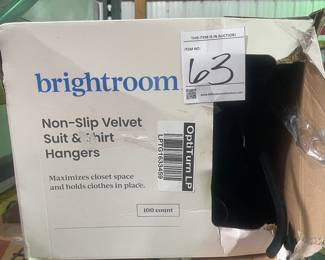 THIS ITEM IS IN AUCTION!
ITEM NO:
63
brightroom
Non-Slip Velvet
Suit & Shirt
Hangers
OptiTurn LP
LPTG1633469
Maximizes closet space
and holds clothes in place.
100 count